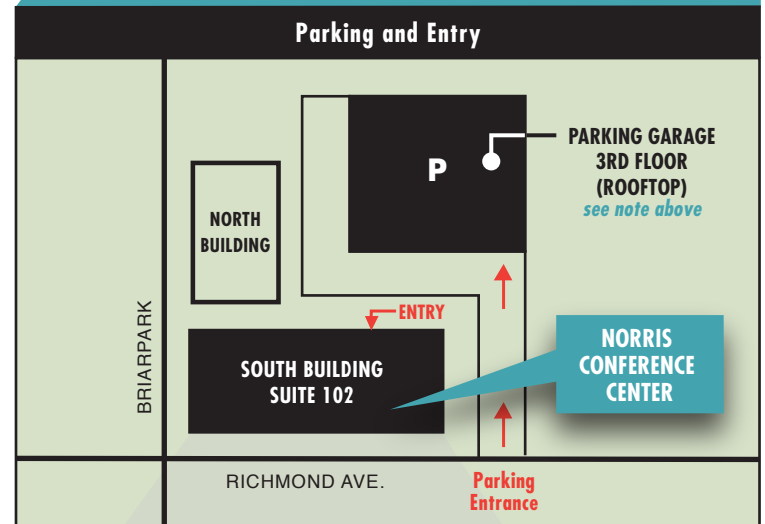 Parking and Entry
P
PARKING GARAGE
3RD FLOOR
(ROOFTOP)
see note above
NORTH
BUILDING
BRIARPARK
ENTRY
SOUTH BUILDING
SUITE 102
NORRIS
CONFERENCE
CENTER
RICHMOND AVE.
Parking
Entrance